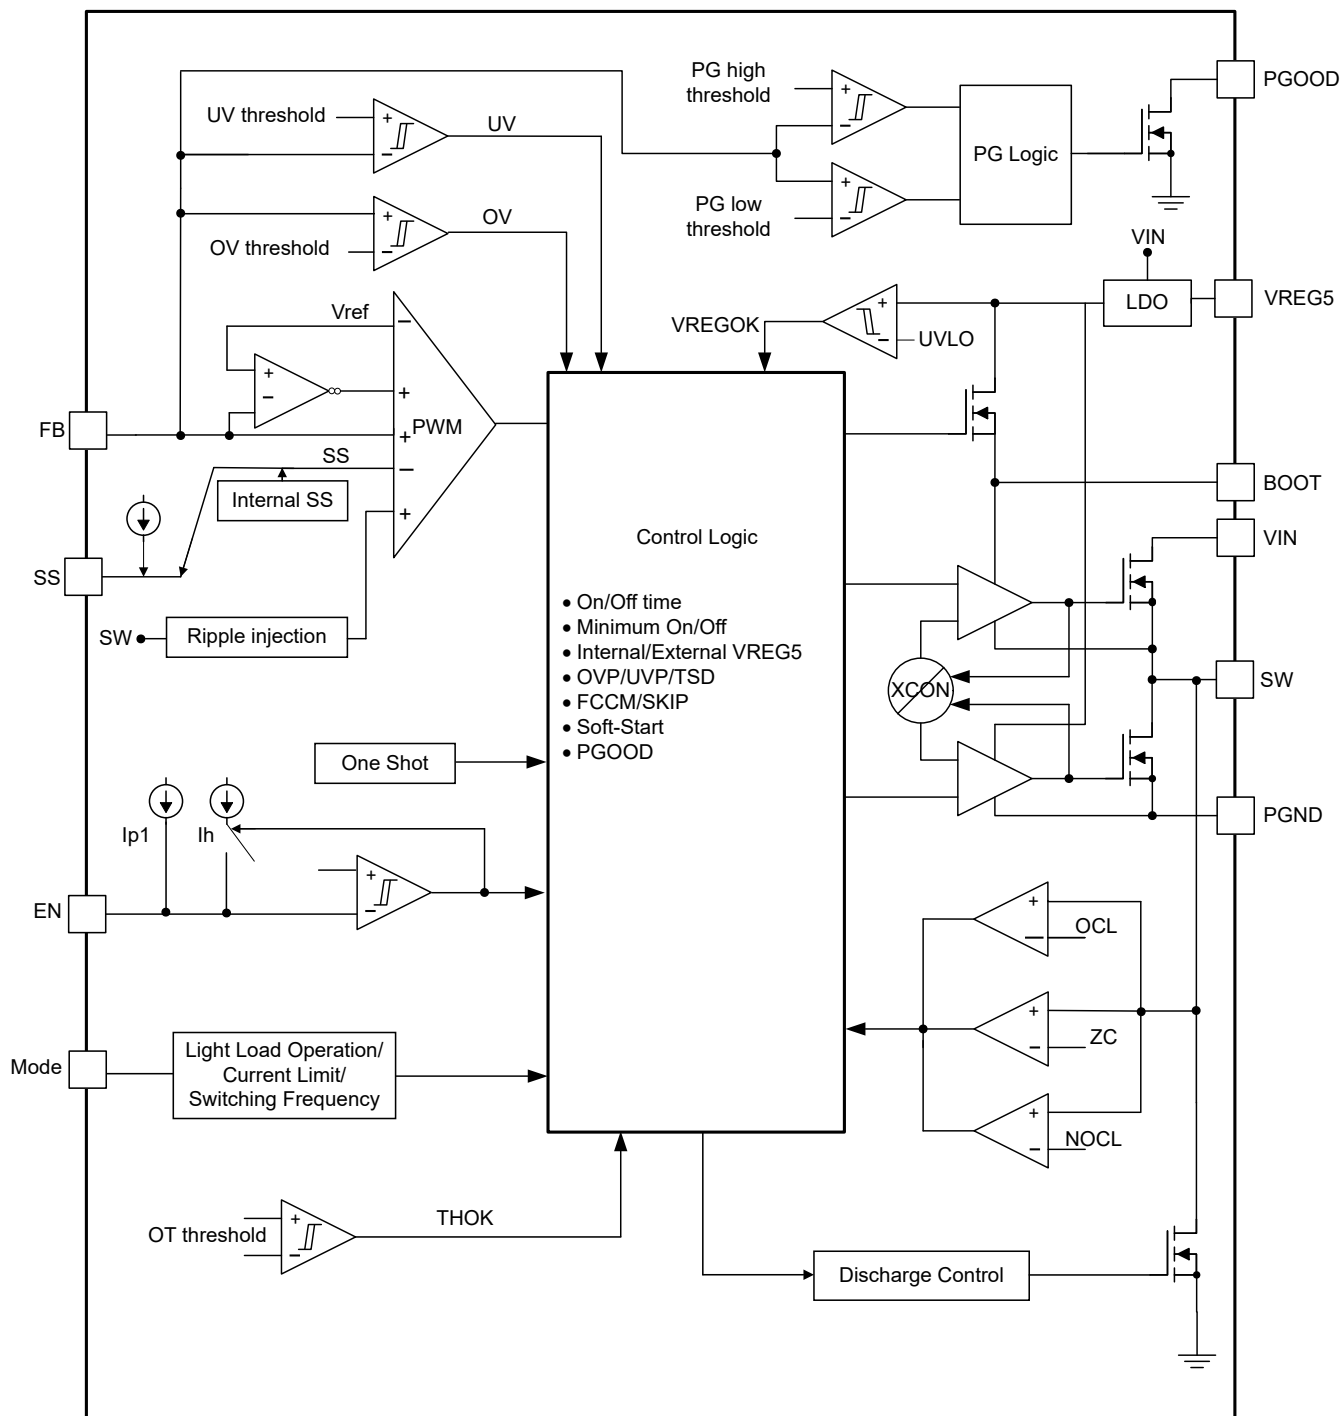 PG high
threshold
PGOOD
UV threshold
+
−
UV
+
−
PG Logic
PG low
threshold
+
−
+
−
OV
OV threshold
VIN
LDO
VREG5
Vref
VREGOK
+
−
UVLO
−
+
+
−
+
PWM
+
−
FB
SS
Internal SS
BOOT
VIN
SS
SW
Ripple injection
Control Logic
• On/Off time
• Minimum On/Off
• Internal/External VREG5
• OVP/UVP/TSD
• FCCM/SKIP
• Soft-Start
• PGOOD
XCON
SW
One Shot
Ip1
Ih
PGND
+
−
EN
+
−
OCL
+
−
ZC
Mode
Light Load Operation/
Current Limit/
Switching Frequency
+
−
NOCL
OT threshold
+
−
THOK
Discharge Control